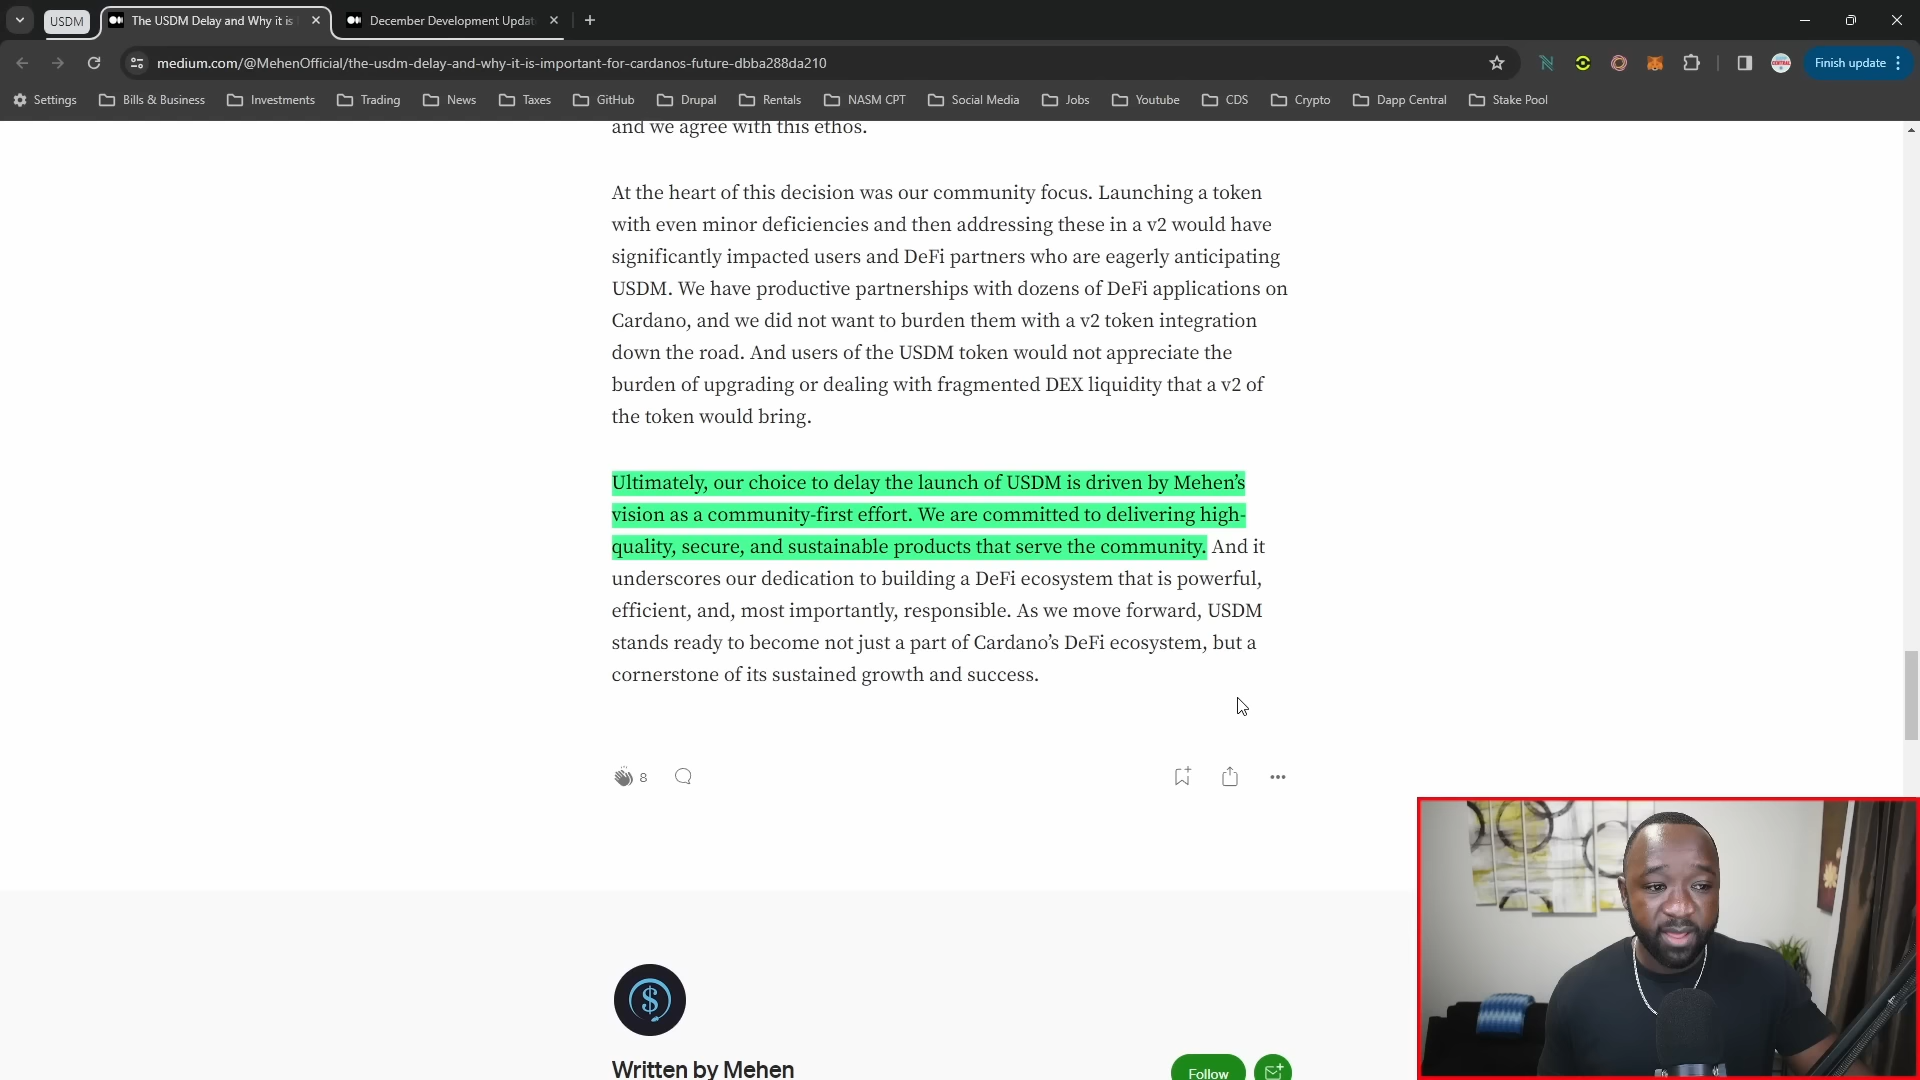 USDM
The USDM Delay and Why it is
December Development Updat
medium.com/@MehenOfficial/the-usdm-delay-and-why-it-is-important-for-cardanos-future-dbba288da210
Finish update
Settings
Bills & Business
Investments
Trading
News
Taxes
GitHub
Drupal
Rentals
NASM CPT
Social Media
Jobs
Youtube
CDS
Crypto
Dapp Central
Stake Pool
and we agree with this ethos.
At the heart of this decision was our community focus. Launching a token
with even minor deficiencies and then addressing these in a v2 would have
significantly impacted users and DeFi partners who are eagerly anticipating
USDM. We have productive partnerships with dozens of DeFi applications on
Cardano, and we did not want to burden them with a v2 token integration
down the road. And users of the USDM token would not appreciate the
burden of upgrading or dealing with fragmented DEX liquidity that a v2 of
the token would bring.
Ultimately, our choice to delay the launch of USDM is driven by Mehen’s
vision as a community-first effort. We are committed to delivering high-
quality, secure, and sustainable products that serve the community. And it
underscores our dedication to building a DeFi ecosystem that is powerful,
efficient, and, most importantly, responsible. As we move forward, USDM
stands ready to become not just a part of Cardano’s DeFi ecosystem, but a
cornerstone of its sustained growth and success.
8
$
Written by Mehen
Follow